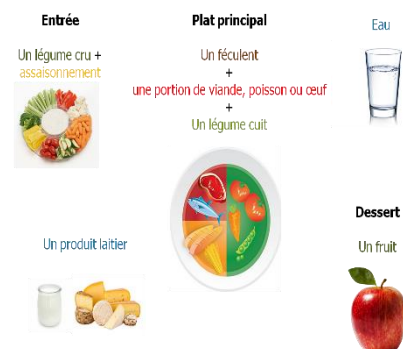 Entrée
Un légume cru +
assaisonnement
Plat principal
Un féculent
+
une portion de viande, poisson ou œuf
+
Un légume cuit
Eau
Un produit laitier
Dessert
Un fruit